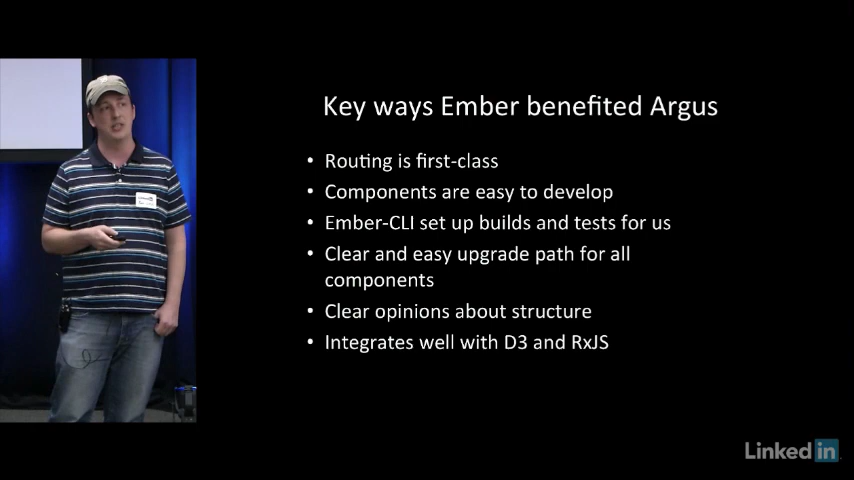 Key ways Ember benefited Argus
• Routing is first-class
• Components are easy to develop
• Ember-CLI set up builds and tests for us
• Clear and easy upgrade path for all
components
• Clear opinions about structure
• Integrates well with D3 and RxJS
Linked in